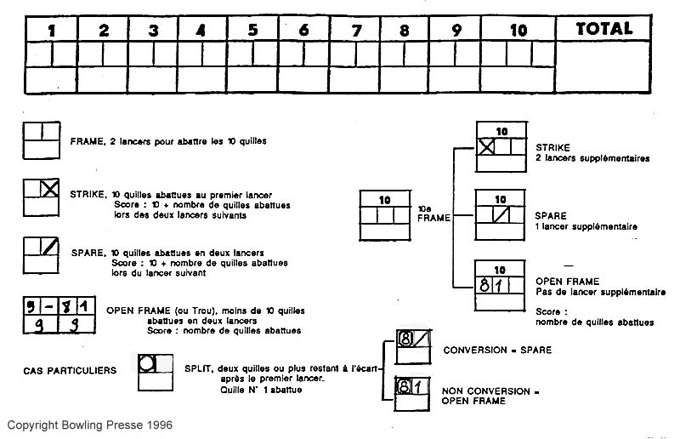 1 2 3 4 5 6 7 8 9 10 TOTAL
FRAME, 2 lancers pour abattre les 10 quilles
STRIKE, 10 quilles abattues au premier lancer
Score : 10 + nombre de quilles abattues
lors des deux lancers suivants
SPARE, 10 quilles abattues en deux lancers
Score : 10 + nombre de quilles abattues
lors du lancer suivant
9 - 8 1
9 9
OPEN FRAME (ou Trou), moins de 10 quilles
abattues en deux lancers
Score : nombre de quilles abattues
10
10e
FRAME
10
X
STRIKE
2 lancers supplémentaires
10
/
SPARE
1 lancer supplémentaire
10
8 1
OPEN FRAME
Pas de lancer supplémentaire
Score :
nombre de quilles abattues
CAS PARTICULIERS
SPLIT, deux quilles ou plus restant à l'écart
après le premier lancer.
Quille N° 1 abattue
8 /
CONVERSION = SPARE
8 1
NON CONVERSION =
OPEN FRAME
Copyright Bowling Presse 1996